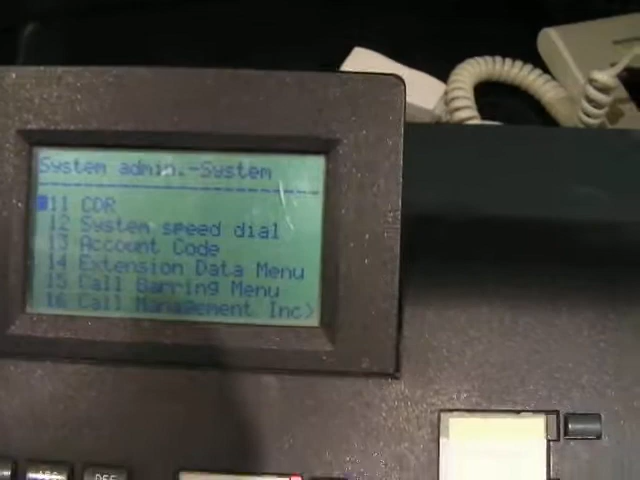 System admin.-System
11 CDR
12 System speed dial
13 Account Code
14 Extension Data Menu
15 Call Barring Menu
16 Call Management Inc>
DEF